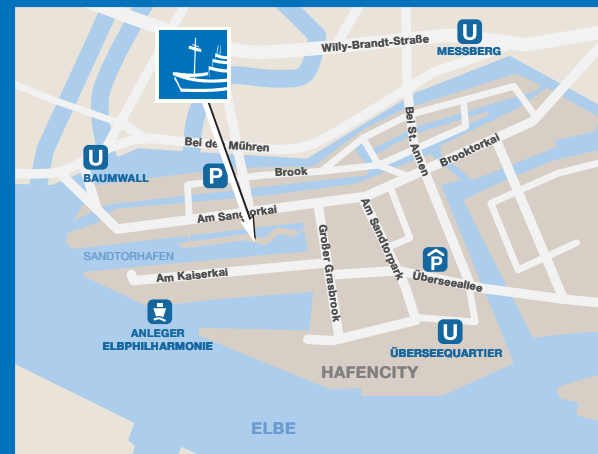 Willy-Brandt-Straße
U
MESSBERG
Bei der Mühren
Bei St. Annen
Brooktorkai
U
BAUMWALL
P
Brook
Am Sandtorkai
Am Sandtorpark
SANDTORHAFEN
Großer Grasbrook
P
Am Kaiserkai
Überseeallee
ANLEGER
ELBPHILHARMONIE
U
ÜBERSEEQUARTIER
HAFENCITY
ELBE